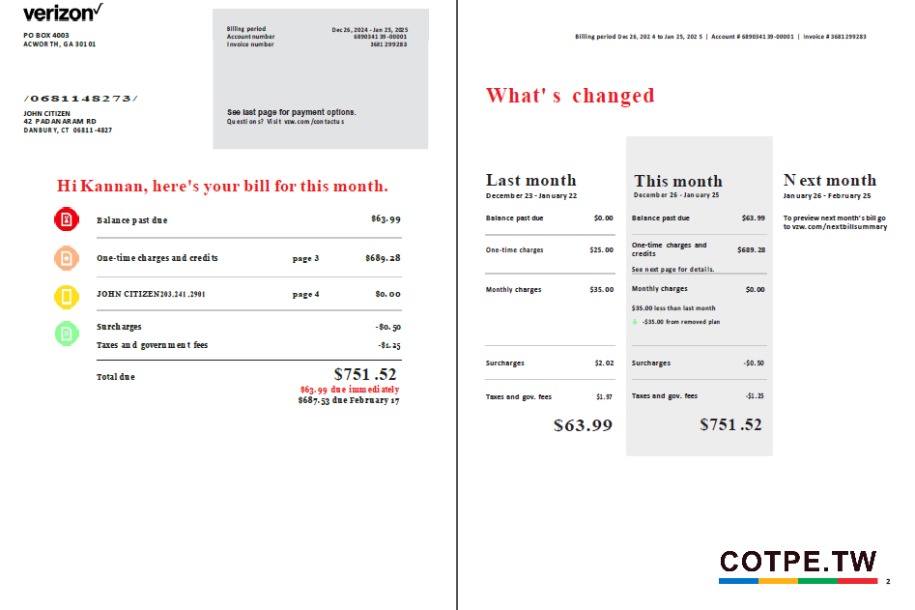 verizon✓
PO BOX 4003
ACWORTH, GA 30101
Billing period Dec 26, 2024 - Jan 25, 2025
Account number 689034139-00001
Invoice number 3681299283
/0681148273/
JOHN CITIZEN
42 PADANARAM RD
DANBURY, CT 06811-4827
See last page for payment options.
Questions? Visit vzw.com/contactus
Hi Kannan, here's your bill for this month.
Balance past due $63.99
One-time charges and credits page 3 $689.28
JOHN CITIZEN203.241.2901 page 4 $0.00
Surcharges -$0.50
Taxes and government fees -$1.25
Total due $751.52
$63.99 due immediately
$687.53 due February 17
Billing period Dec 26, 2024 to Jan 25, 2025 | Account # 689034139-00001 | Invoice # 3681299283
What's changed
Last month
December 23 - January 22
Balance past due $0.00
One-time charges $25.00
Monthly charges $35.00
Surcharges $2.02
Taxes and gov. fees $1.97
$63.99
This month
December 26 - January 25
Balance past due $63.99
One-time charges and
credits $689.28
See next page for details.
Monthly charges $0.00
$35.00 less than last month
-$35.00 from removed plan
Surcharges -$0.50
Taxes and gov. fees -$1.25
$751.52
Next month
January 26 - February 25
To preview next month's bill go
to vzw.com/nextbillsummary
COTPE.TW
2